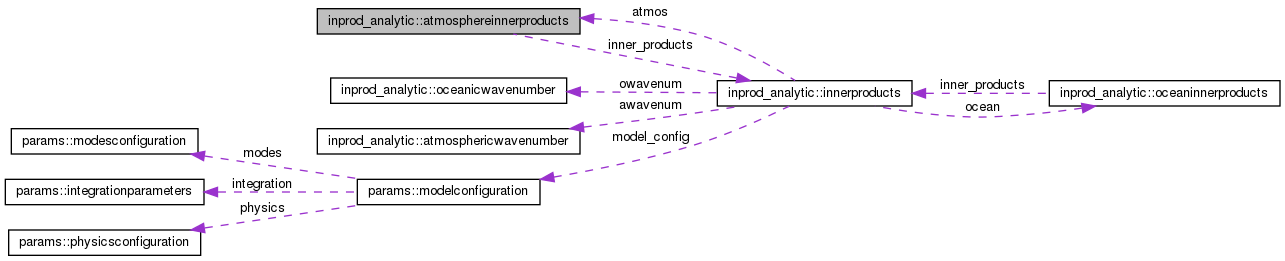 inprod_analytic::atmosphereinnerproducts
atmos
inner_products
inprod_analytic::oceanicwavenumber
owavenum
inprod_analytic::innerproducts
inner_products
inprod_analytic::oceaninnerproducts
awavenum
ocean
params::modesconfiguration
inprod_analytic::atmosphericwavenumber
model_config
modes
params::integrationparameters
integration
params::modelconfiguration
physics
params::physicsconfiguration